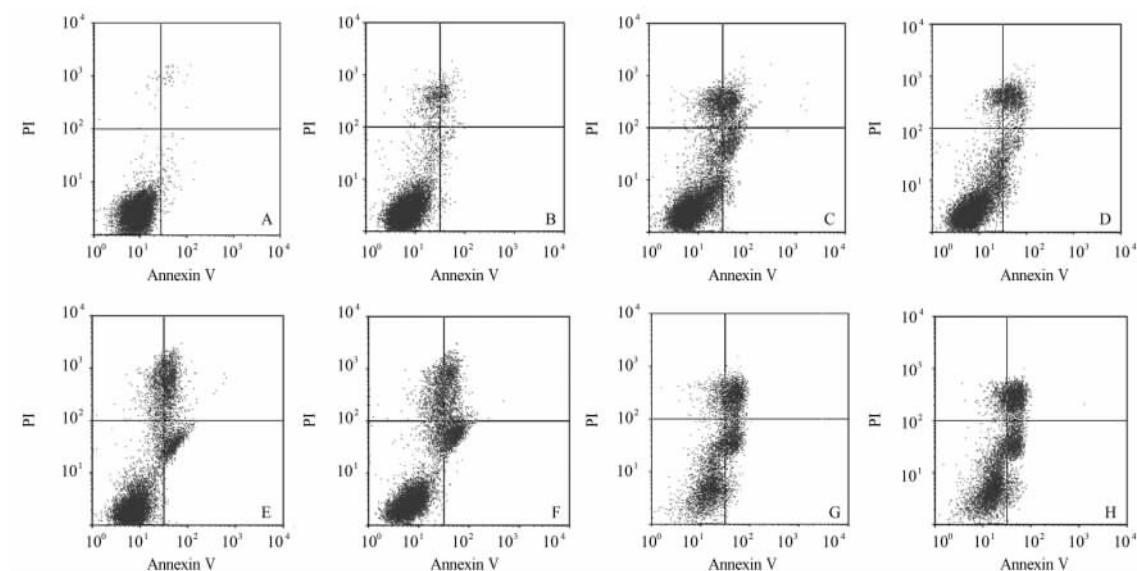 10⁴ 10⁴ 10⁴ 10⁴
10³ 10³ 10³ 10³
PI 10² PI 10² PI 10² PI 10²
10¹ 10¹ 10¹ 10¹
A B C D
10⁰ 10¹ 10² 10³ 10⁴ 10⁰ 10¹ 10² 10³ 10⁴ 10⁰ 10¹ 10² 10³ 10⁴ 10⁰ 10¹ 10² 10³ 10⁴
Annexin V Annexin V Annexin V Annexin V
10⁴ 10⁴ 10⁴ 10⁴
10³ 10³ 10³ 10³
PI 10² PI 10² PI 10² PI 10²
10¹ 10¹ 10¹ 10¹
E F G H
10⁰ 10¹ 10² 10³ 10⁴ 10⁰ 10¹ 10² 10³ 10⁴ 10⁰ 10¹ 10² 10³ 10⁴ 10⁰ 10¹ 10² 10³ 10⁴
Annexin V Annexin V Annexin V Annexin V